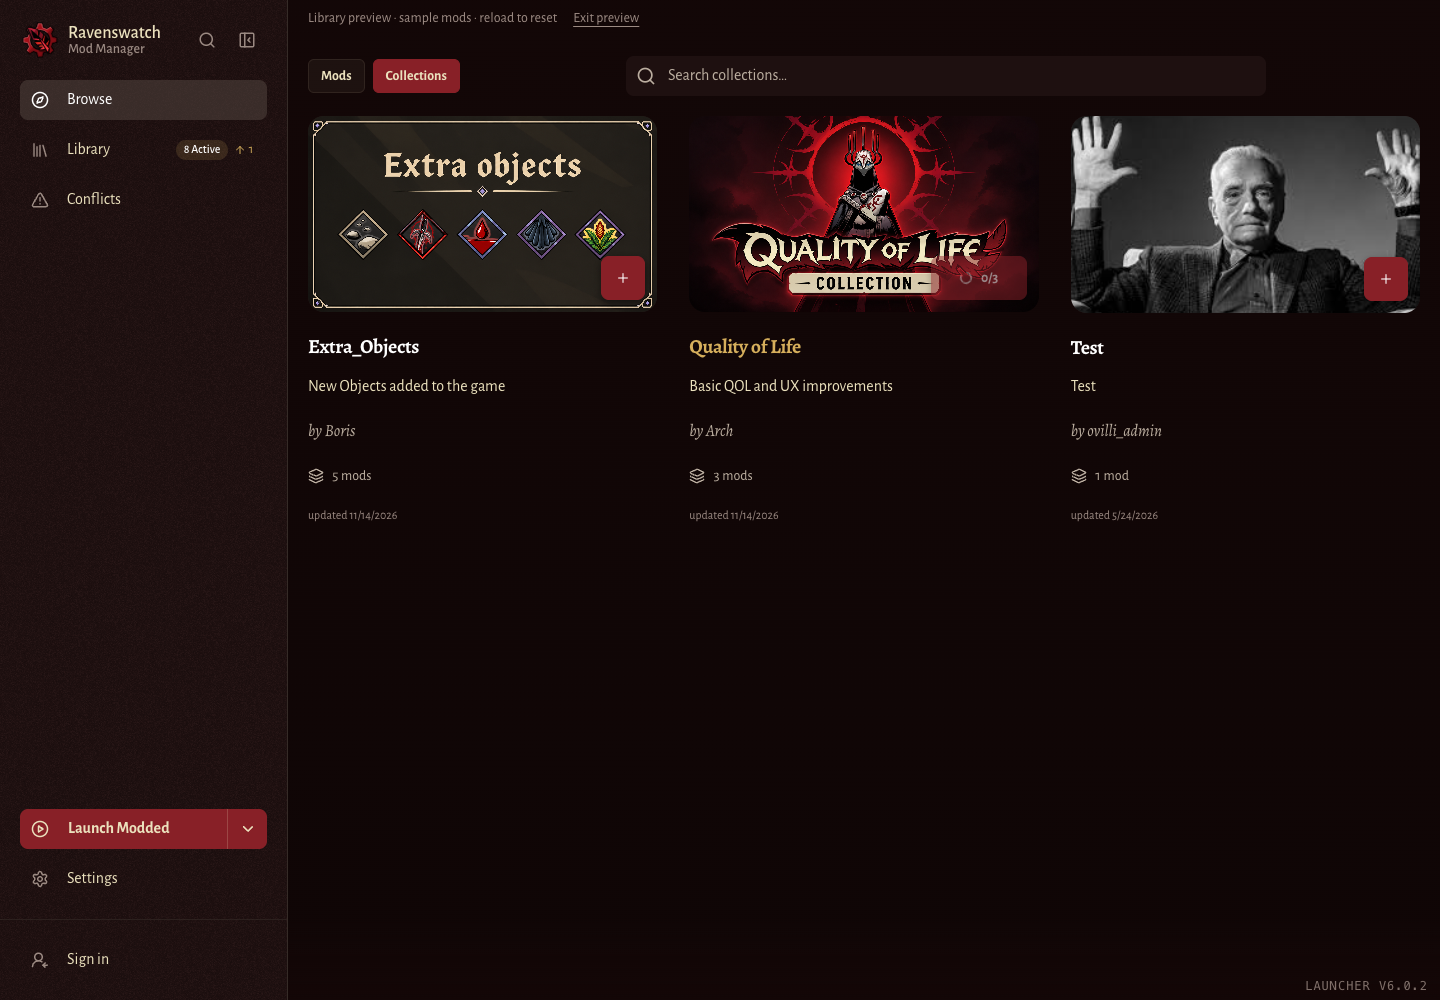 Ravenswatch
Mod Manager
Browse
Library
8 Active
1
Conflicts
Launch Modded
Settings
Sign in
Library preview · sample mods · reload to reset
Exit preview
Mods
Collections
Search collections...
Extra objects
Extra_Objects
New Objects added to the game
by Boris
5 mods
updated 11/14/2026
QUALITY OF LIFE
COLLECTION
0/3
Quality of Life
Basic QOL and UX improvements
by Arch
3 mods
updated 11/14/2026
Test
Test
by ovilli_admin
1 mod
updated 5/24/2026
LAUNCHER V6.0.2